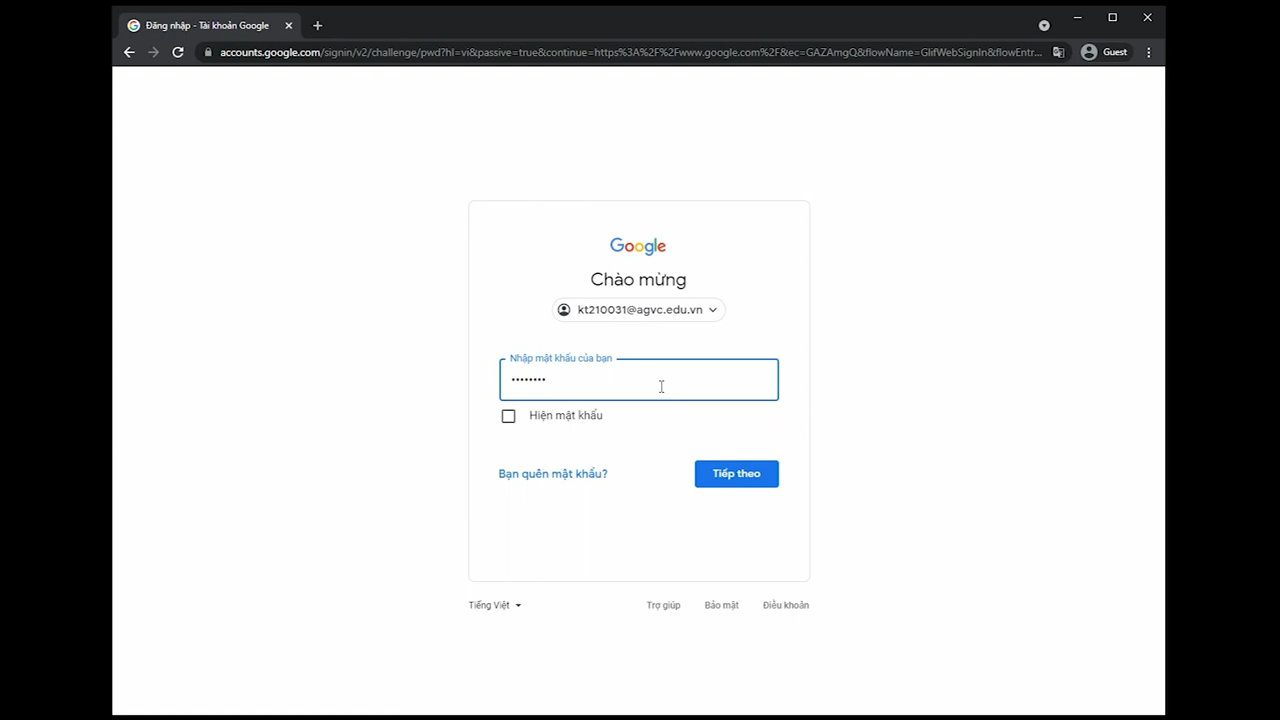 Đăng nhập - Tài khoản Google
accounts.google.com/signin/v2/challenge/pwd?hl=vi&passive=true&continue=https%3A%2F%2Fwww.google.com%2F&ec=GAZAmgQ&flowName=GlifWebSignIn&flowEntr...
Guest
Google
Chào mừng
kt210031@agvc.edu.vn
Nhập mật khẩu của bạn
••••••••
Hiện mật khẩu
Bạn quên mật khẩu?
Tiếp theo
Tiếng Việt
Trợ giúp
Bảo mật
Điều khoản